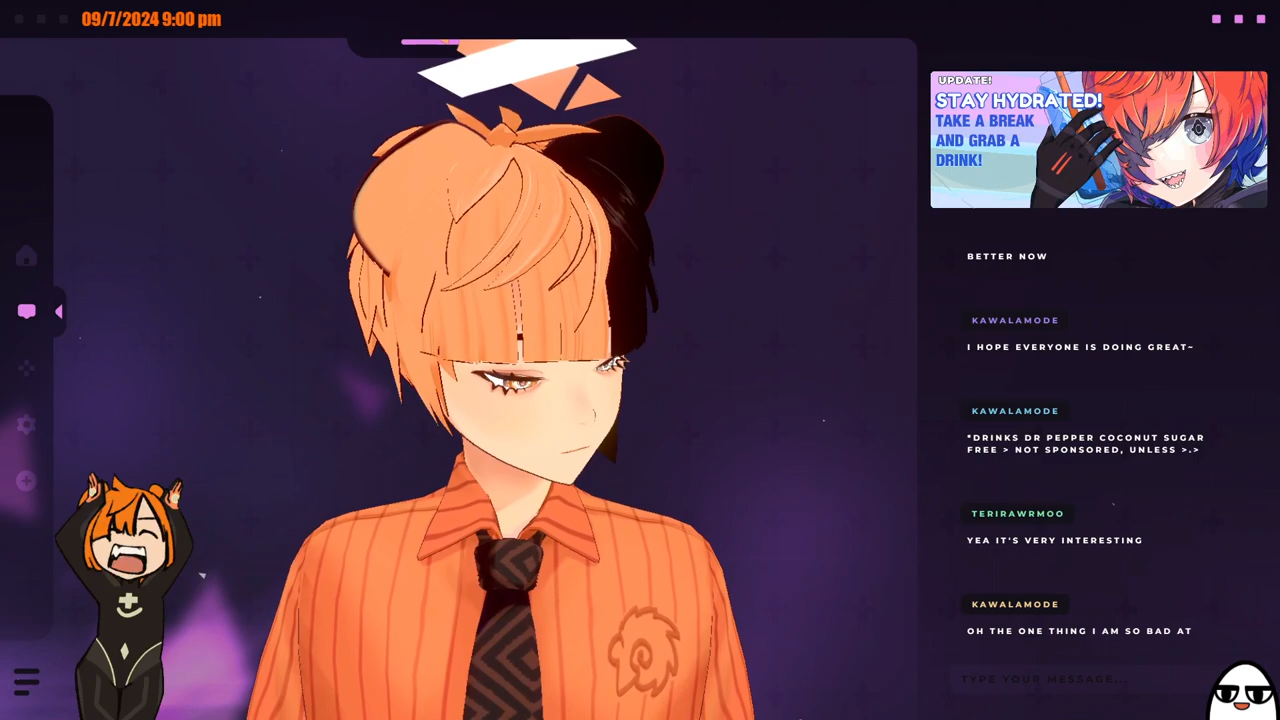 09/7/2024 9:00 pm
UPDATE!
STAY HYDRATED!
TAKE A BREAK
AND GRAB A
DRINK!
BETTER NOW
KAWALAMODE
I HOPE EVERYONE IS DOING GREAT~
KAWALAMODE
*DRINKS DR PEPPER COCONUT SUGAR
FREE > NOT SPONSORED, UNLESS >.>
TERIRAWRMOO
YEA IT'S VERY INTERESTING
KAWALAMODE
OH THE ONE THING I AM SO BAD AT
TYPE YOUR MESSAGE...